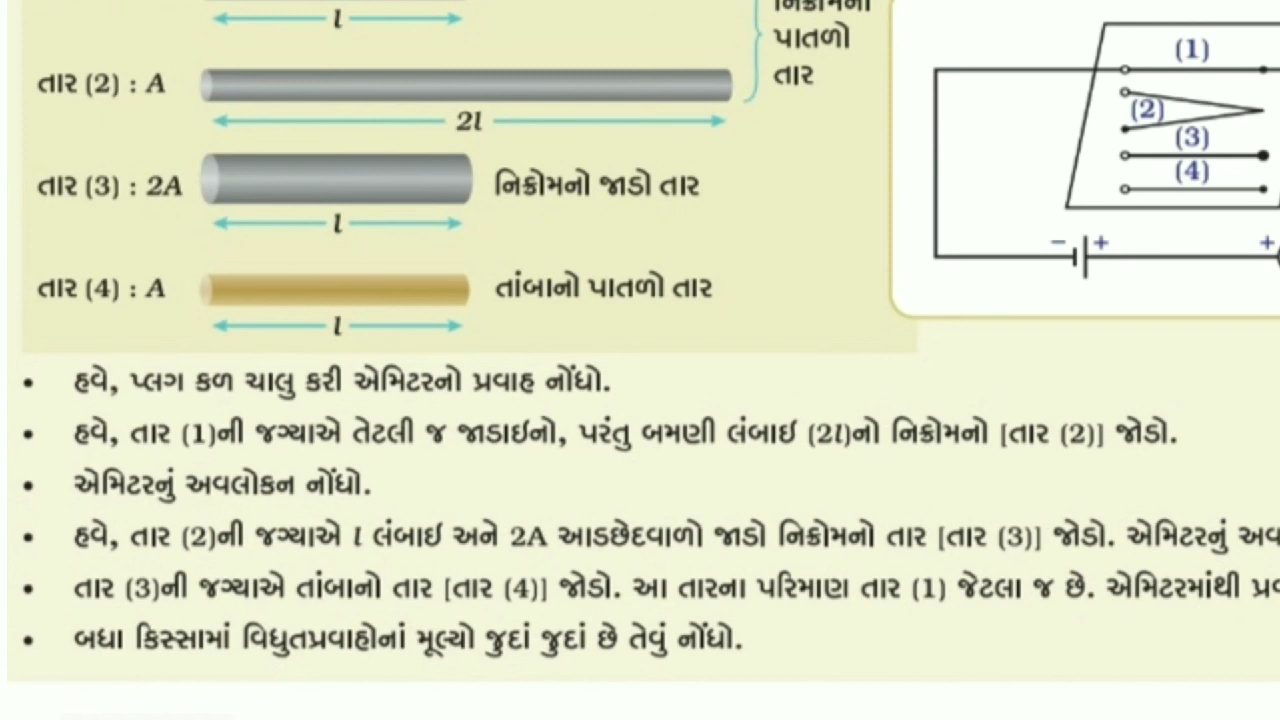 l
નિક્રોમનો
પાતળો
તાર
તાર (2) : A
2l
તાર (3) : 2A
નિક્રોમનો જાડો તાર
l
તાર (4) : A
તાંબાનો પાતળો તાર
l
(1)
(2)
(3)
(4)
− +
+
• હવે, પ્લગ કળ ચાલુ કરી એમિટરનો પ્રવાહ નોંધો.
• હવે, તાર (1)ની જગ્યાએ તેટલી જ જાડાઈનો, પરંતુ બમણી લંબાઈ (2l)નો નિક્રોમનો [તાર (2)] જોડો.
• એમિટરનું અવલોકન નોંધો.
• હવે, તાર (2)ની જગ્યાએ l લંબાઈ અને 2A આડછેદવાળો જાડો નિક્રોમનો તાર [તાર (3)] જોડો. એમિટરનું અવ
• તાર (3)ની જગ્યાએ તાંબાનો તાર [તાર (4)] જોડો. આ તારના પરિમાણ તાર (1) જેટલા જ છે. એમિટરમાંથી પ્રવ
• બધા કિસ્સામાં વિદ્યુતપ્રવાહોનાં મૂલ્યો જુદાં જુદાં છે તેવું નોંધો.